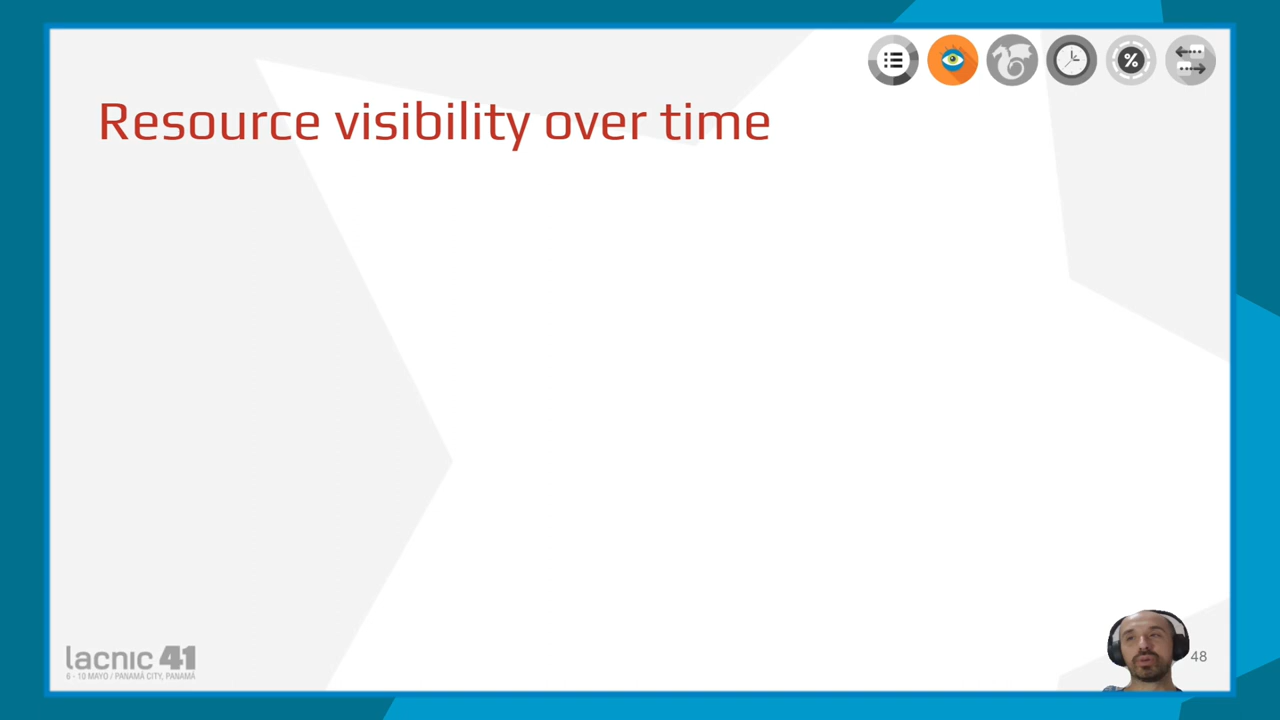 %
Resource visibility over time
lacnic 41
6 - 10 MAYO / PANAMÁ CITY, PANAMÁ
48